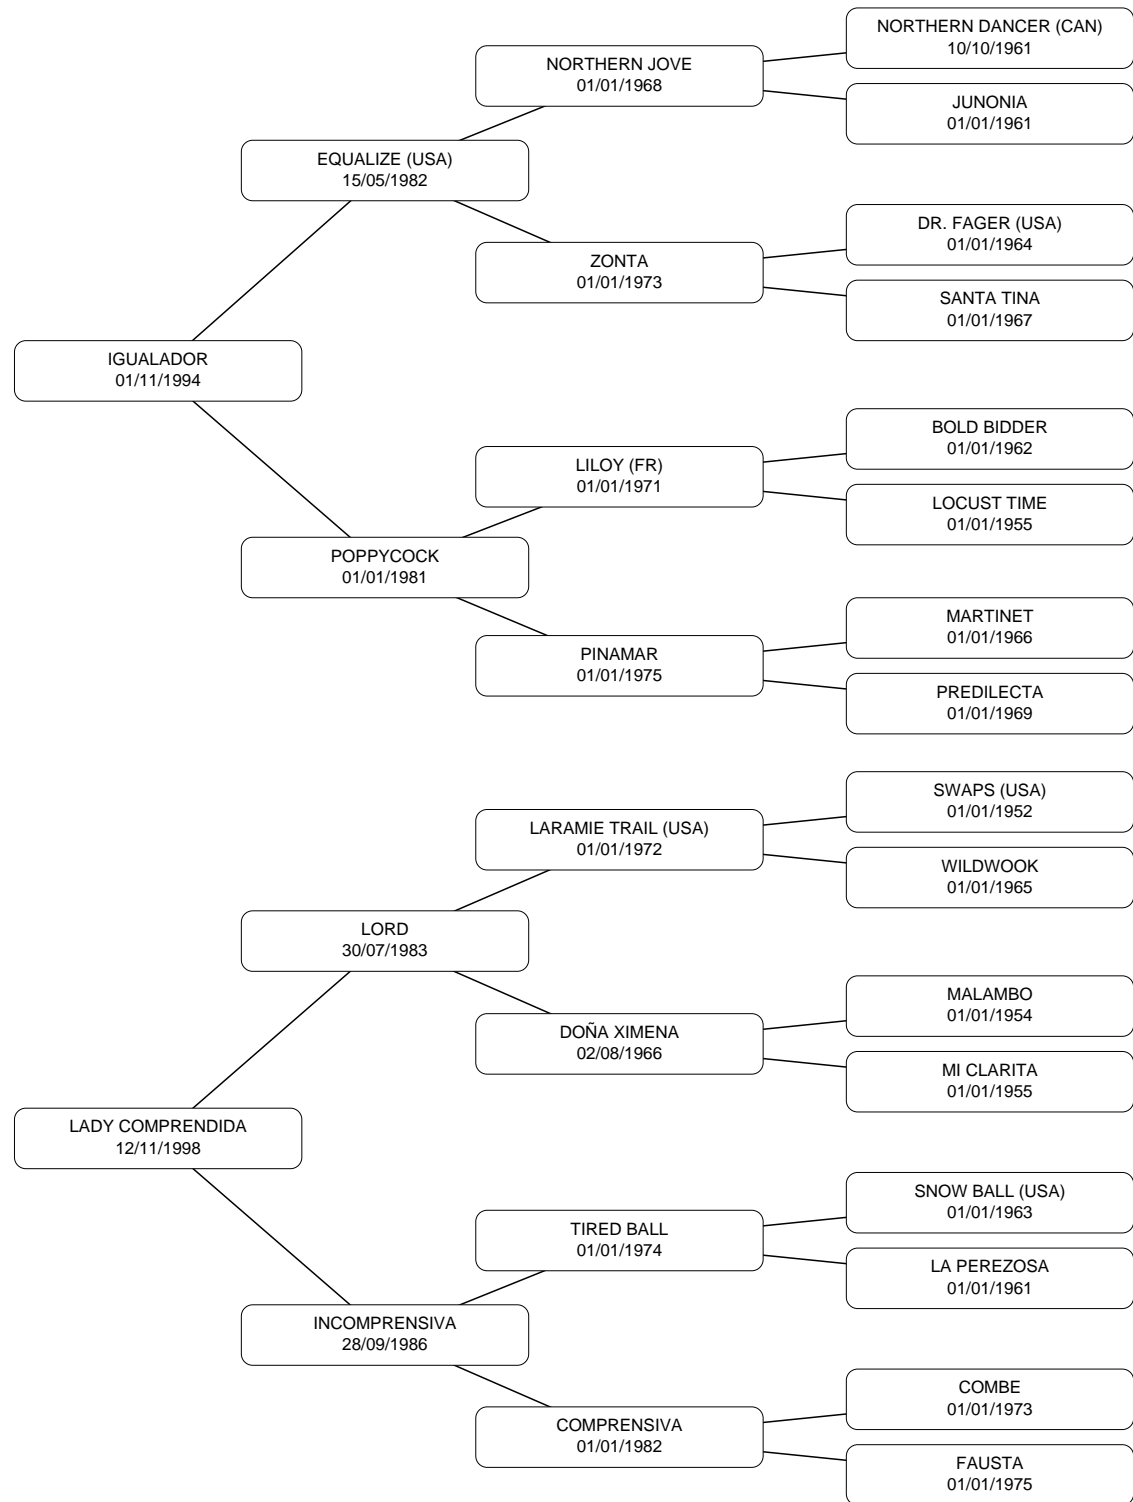 NORTHERN DANCER (CAN)
10/10/1961
NORTHERN JOVE
01/01/1968
JUNONIA
01/01/1961
EQUALIZE (USA)
15/05/1982
DR. FAGER (USA)
01/01/1964
ZONTA
01/01/1973
SANTA TINA
01/01/1967
IGUALADOR
01/11/1994
BOLD BIDDER
01/01/1962
LILOY (FR)
01/01/1971
LOCUST TIME
01/01/1955
POPPYCOCK
01/01/1981
MARTINET
01/01/1966
PINAMAR
01/01/1975
PREDILECTA
01/01/1969
SWAPS (USA)
01/01/1952
LARAMIE TRAIL (USA)
01/01/1972
WILDWOOK
01/01/1965
LORD
30/07/1983
MALAMBO
01/01/1954
DOÑA XIMENA
02/08/1966
MI CLARITA
01/01/1955
LADY COMPRENDIDA
12/11/1998
SNOW BALL (USA)
01/01/1963
TIRED BALL
01/01/1974
LA PEREZOSA
01/01/1961
INCOMPRENSIVA
28/09/1986
COMBE
01/01/1973
COMPRENSIVA
01/01/1982
FAUSTA
01/01/1975